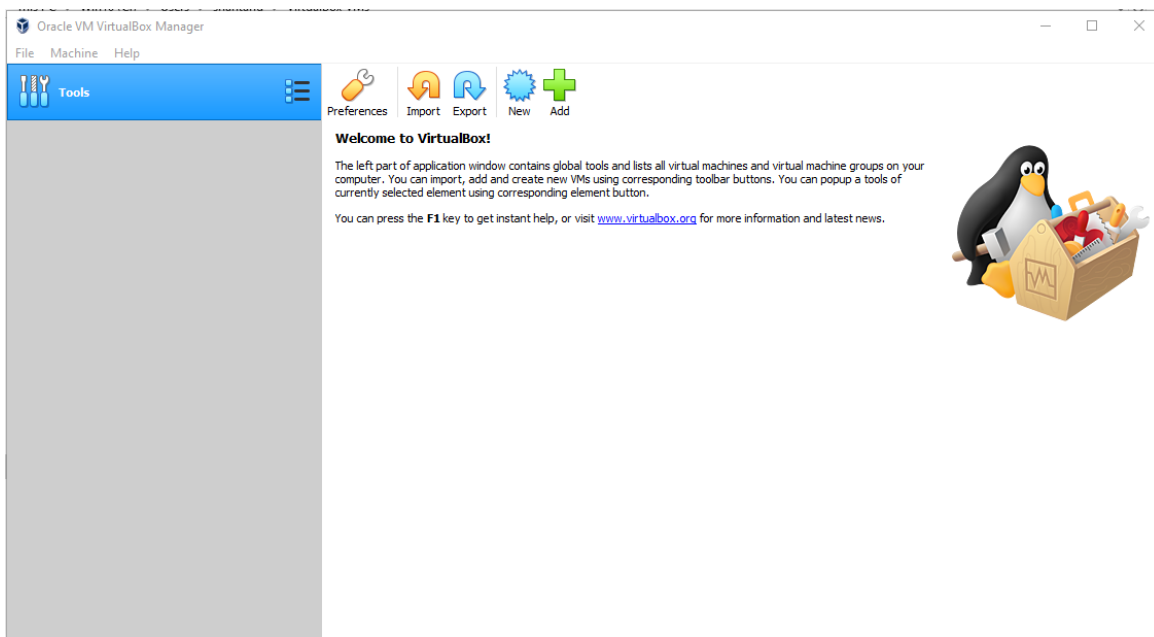 Oracle VM VirtualBox Manager
File Machine Help
Tools
Preferences Import Export New Add
Welcome to VirtualBox!
The left part of application window contains global tools and lists all virtual machines and virtual machine groups on your
computer. You can import, add and create new VMs using corresponding toolbar buttons. You can popup a tools of
currently selected element using corresponding element button.
You can press the F1 key to get instant help, or visit www.virtualbox.org for more information and latest news.